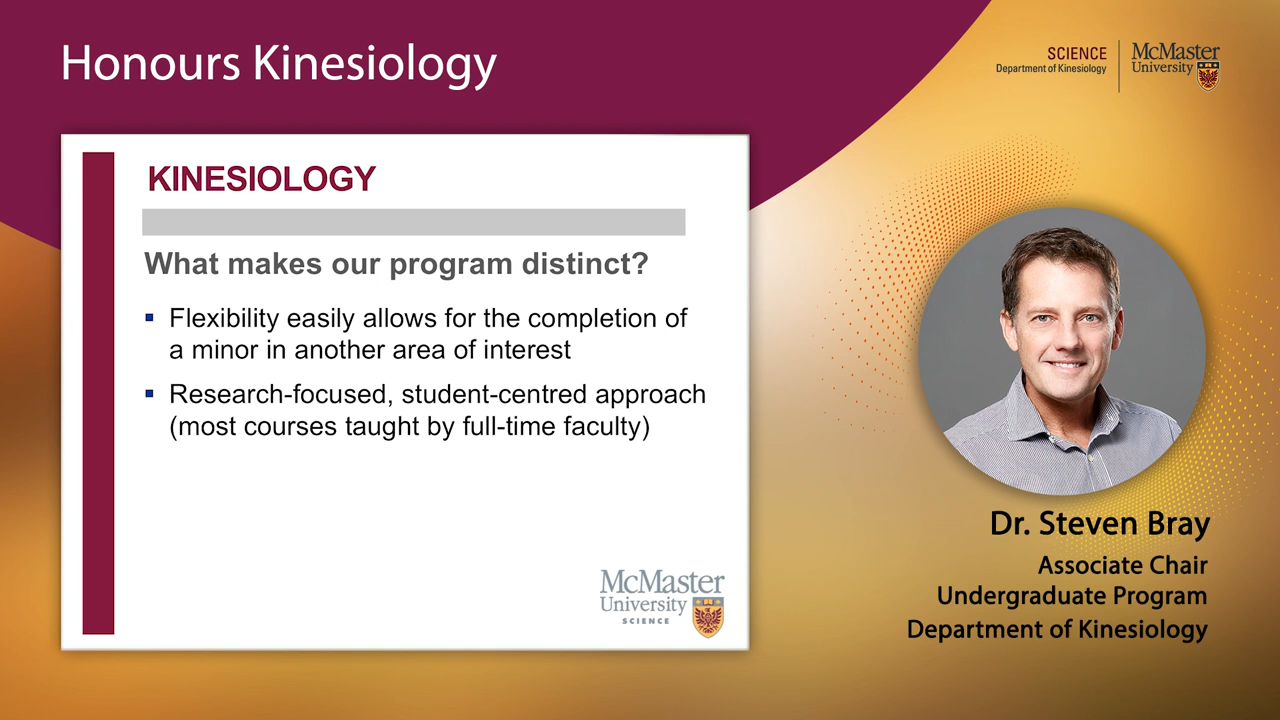 Honours Kinesiology
SCIENCE
Department of Kinesiology
McMaster
University
KINESIOLOGY
What makes our program distinct?
▪ Flexibility easily allows for the completion of
a minor in another area of interest
▪ Research-focused, student-centred approach
(most courses taught by full-time faculty)
McMaster
University
SCIENCE
Dr. Steven Bray
Associate Chair
Undergraduate Program
Department of Kinesiology